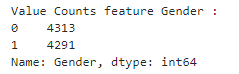 Value Counts feature Gender :
0    4313
1    4291
Name: Gender, dtype: int64